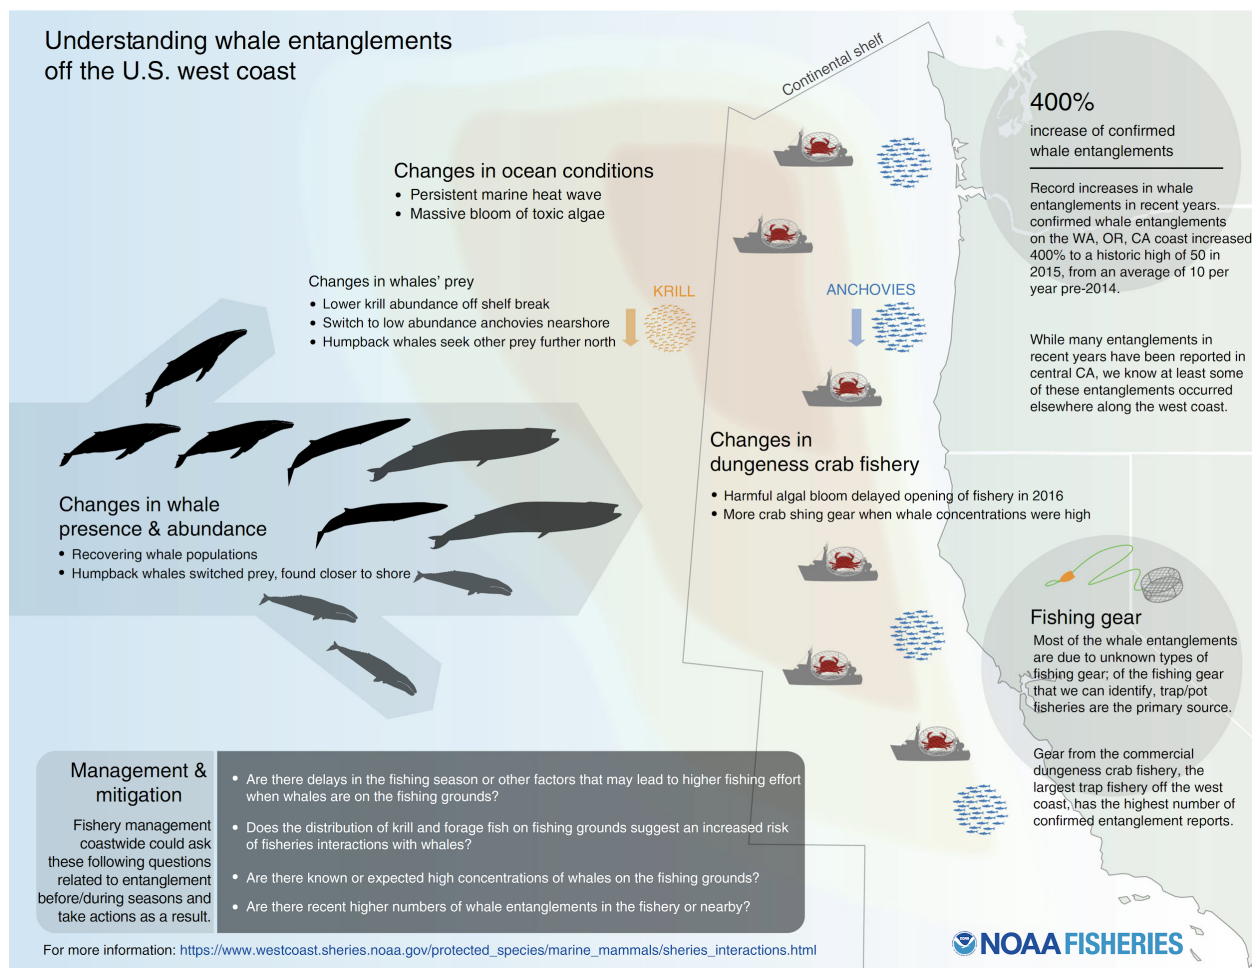 Understanding whale entanglements
off the U.S. west coast
Continental shelf
400%
increase of confirmed
whale entanglements
Record increases in whale
entanglements in recent years.
confirmed whale entanglements
on the WA, OR, CA coast increased
400% to a historic high of 50 in
2015, from an average of 10 per
year pre-2014.
While many entanglements in
recent years have been reported in
central CA, we know at least some
of these entanglements occurred
elsewhere along the west coast.
Changes in ocean conditions
• Persistent marine heat wave
• Massive bloom of toxic algae
Changes in whales' prey
• Lower krill abundance off shelf break
• Switch to low abundance anchovies nearshore
• Humpback whales seek other prey further north
KRILL
ANCHOVIES
Changes in
dungeness crab fishery
• Harmful algal bloom delayed opening of fishery in 2016
• More crab shing gear when whale concentrations were high
Changes in whale
presence & abundance
• Recovering whale populations
• Humpback whales switched prey, found closer to shore
Fishing gear
Most of the whale entanglements
are due to unknown types of
fishing gear; of the fishing gear
that we can identify, trap/pot
fisheries are the primary source.
Gear from the commercial
dungeness crab fishery, the
largest trap fishery off the west
coast, has the highest number of
confirmed entanglement reports.
Management &
mitigation
Fishery management
coastwide could ask
these following questions
related to entanglement
before/during seasons and
take actions as a result.
• Are there delays in the fishing season or other factors that may lead to higher fishing effort
when whales are on the fishing grounds?
• Does the distribution of krill and forage fish on fishing grounds suggest an increased risk
of fisheries interactions with whales?
• Are there known or expected high concentrations of whales on the fishing grounds?
• Are there recent higher numbers of whale entanglements in the fishery or nearby?
For more information: https://www.westcoast.sheries.noaa.gov/protected_species/marine_mammals/sheries_interactions.html
NOAA FISHERIES